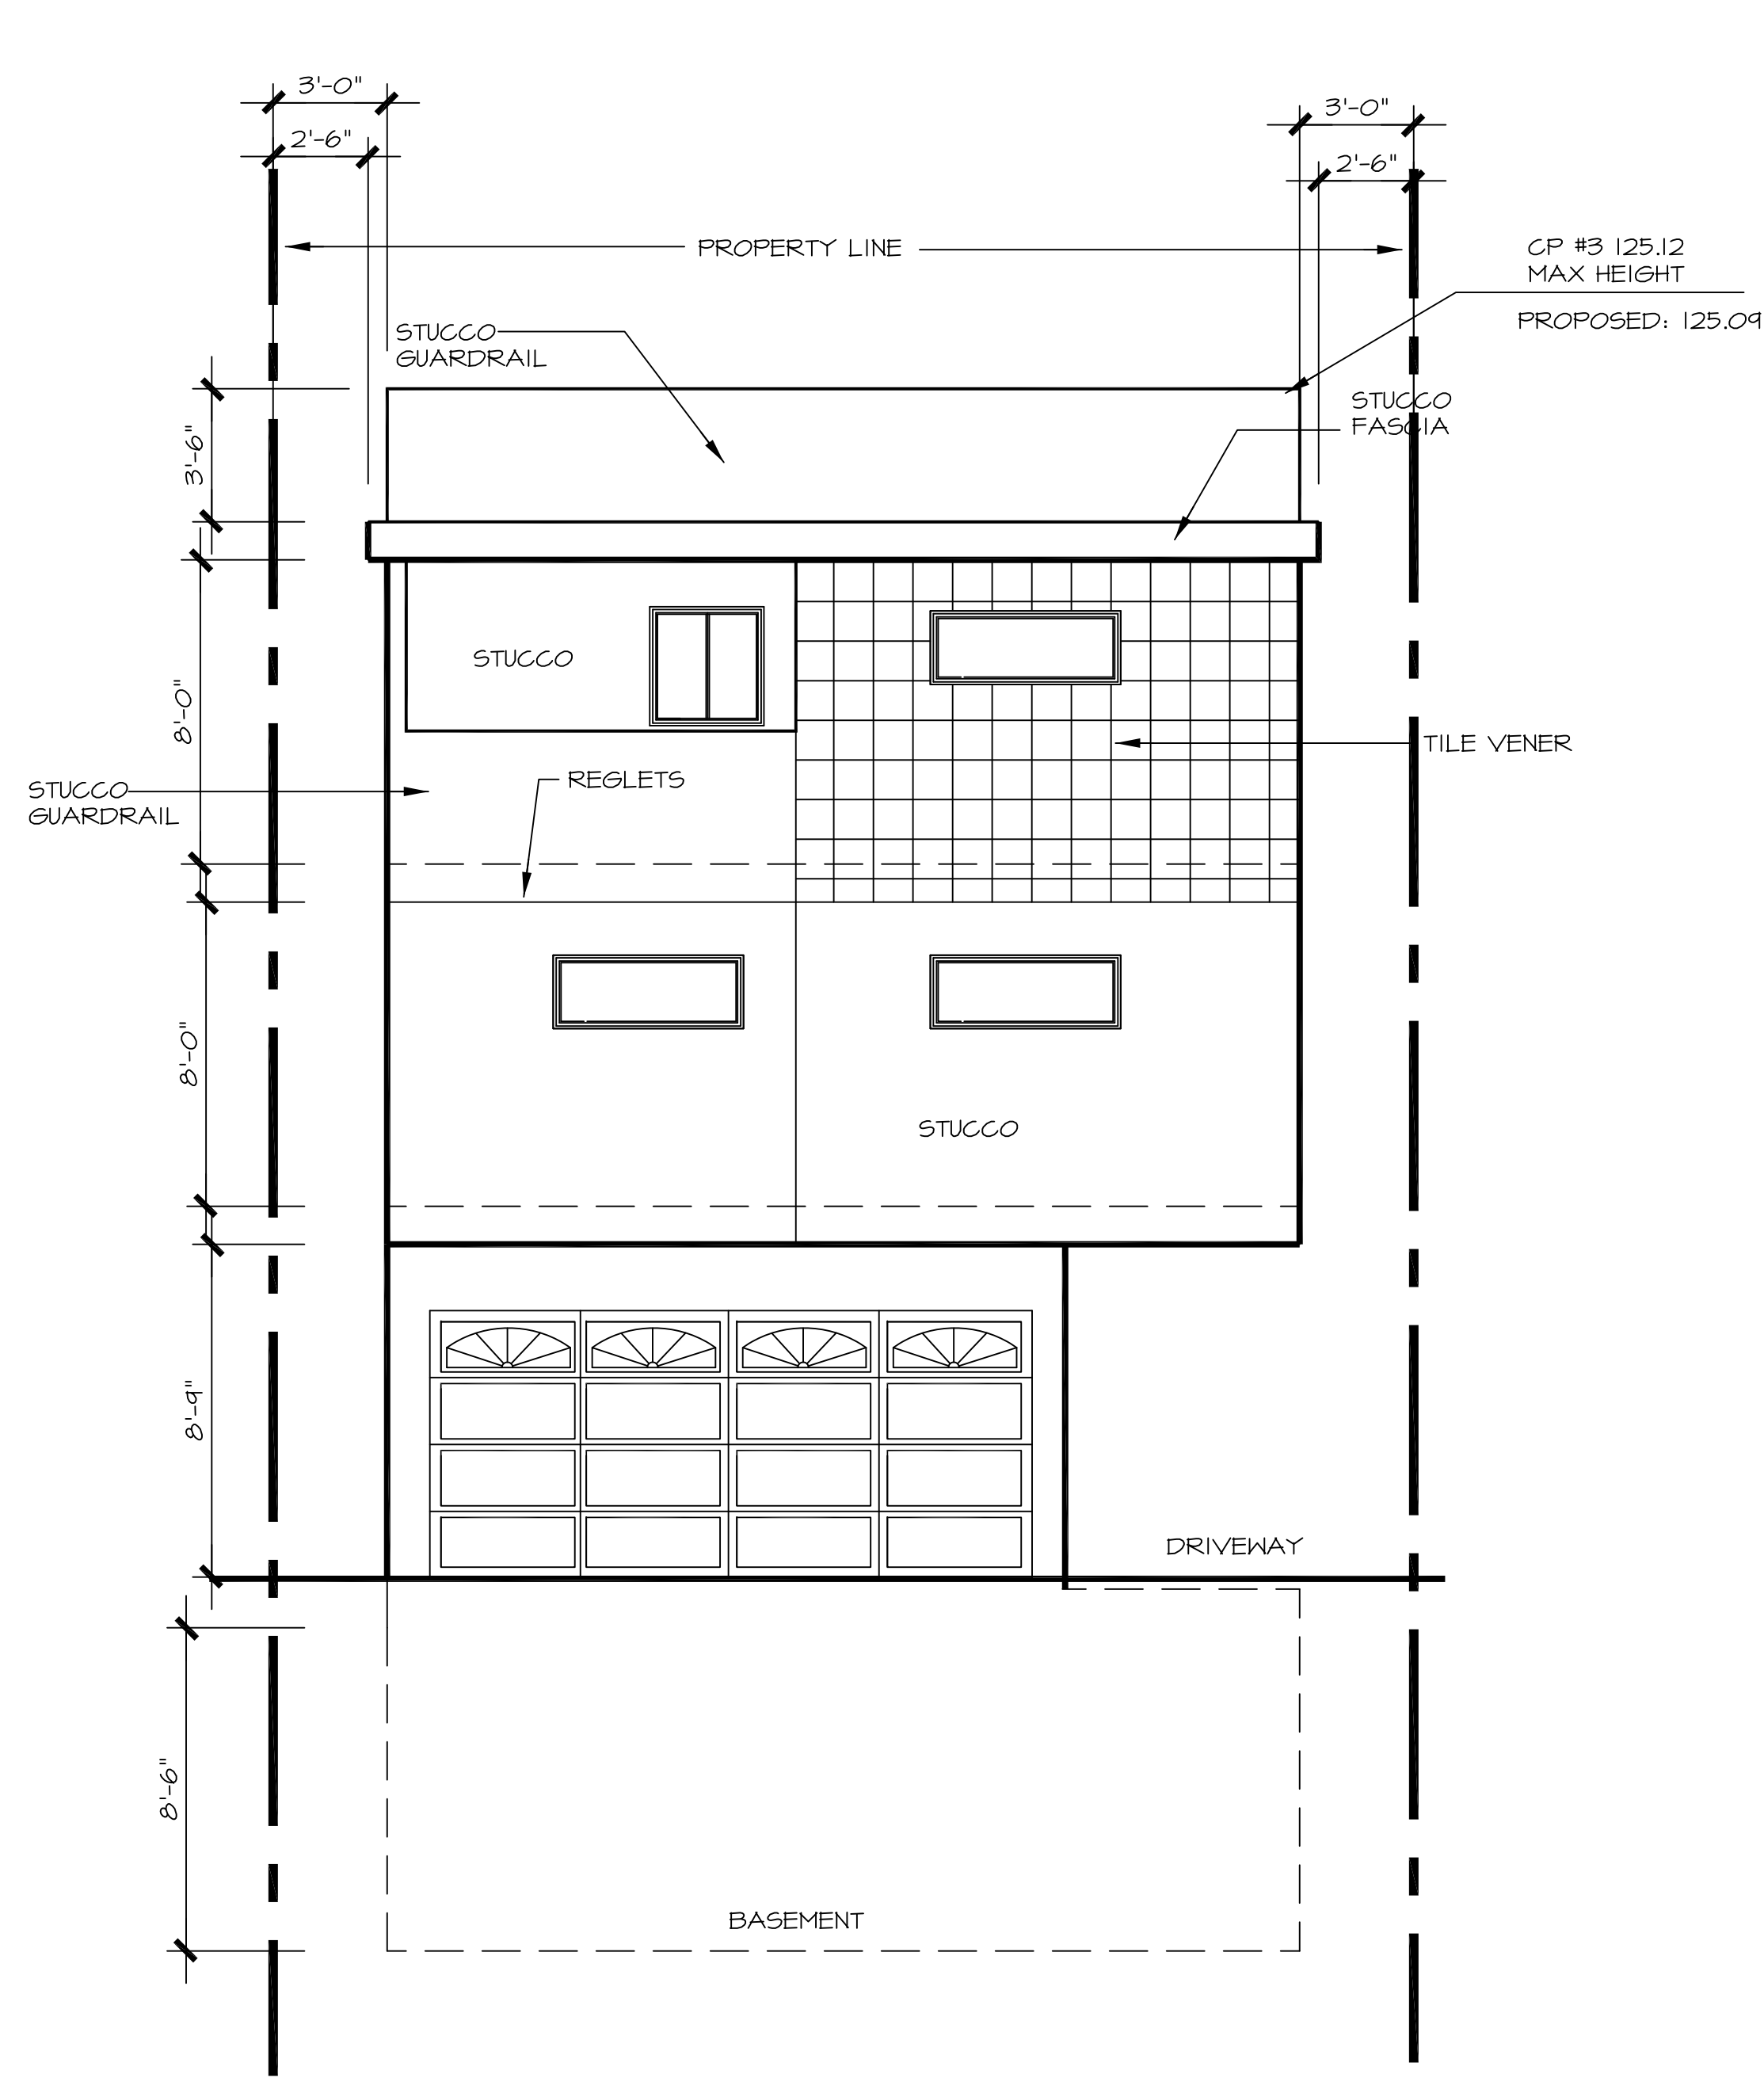 3'-0"
3'-0"
2'-6"
2'-6"
PROPERTY LINE
CP #3 125.12
MAX HEIGHT
PROPOSED: 125.09
STUCCO
GUARDRAIL
STUCCO
FASCIA
3'-6"
STUCCO
8'-0"
TILE VENER
REGLETS
STUCCO
GUARDRAIL
8'-0"
STUCCO
8'-9"
DRIVEWAY
8'-6"
BASEMENT